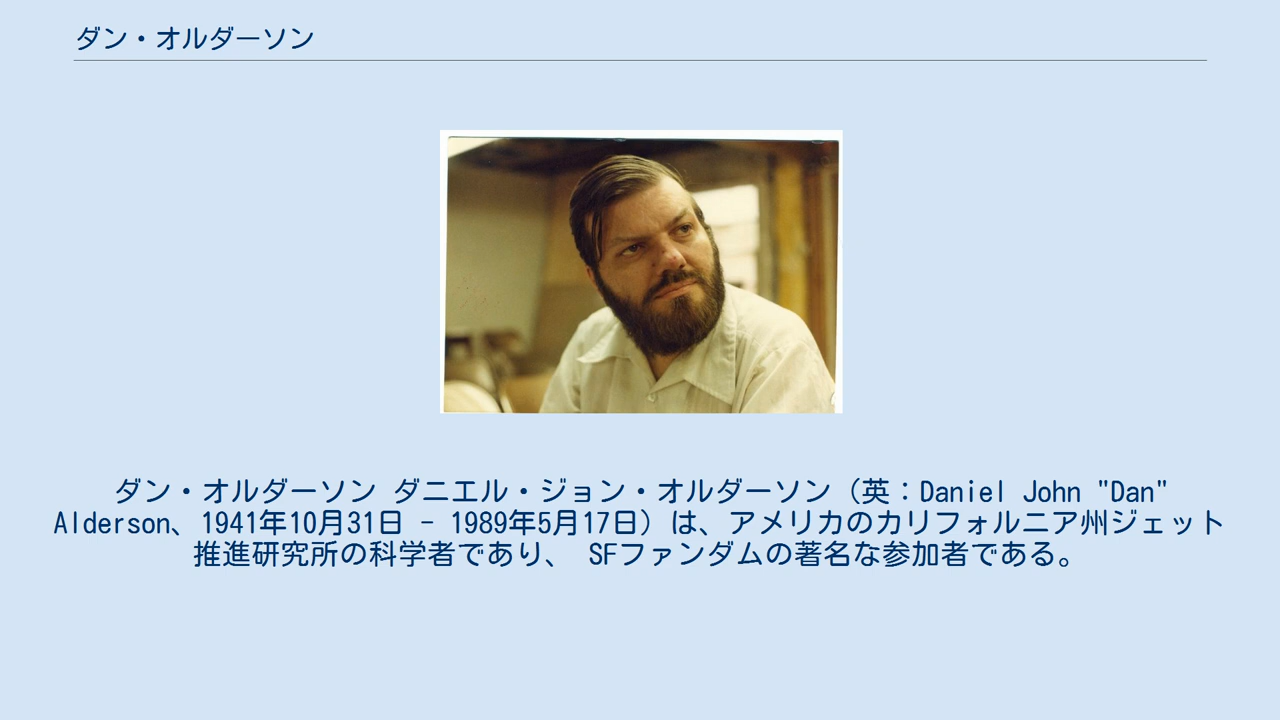 ダン・オルダーソン
ダン・オルダーソン ダニエル・ジョン・オルダーソン（英：Daniel John "Dan"
Alderson、1941年10月31日 - 1989年5月17日）は、アメリカのカリフォルニア州ジェット
推進研究所の科学者であり、 SFファンダムの著名な参加者である。